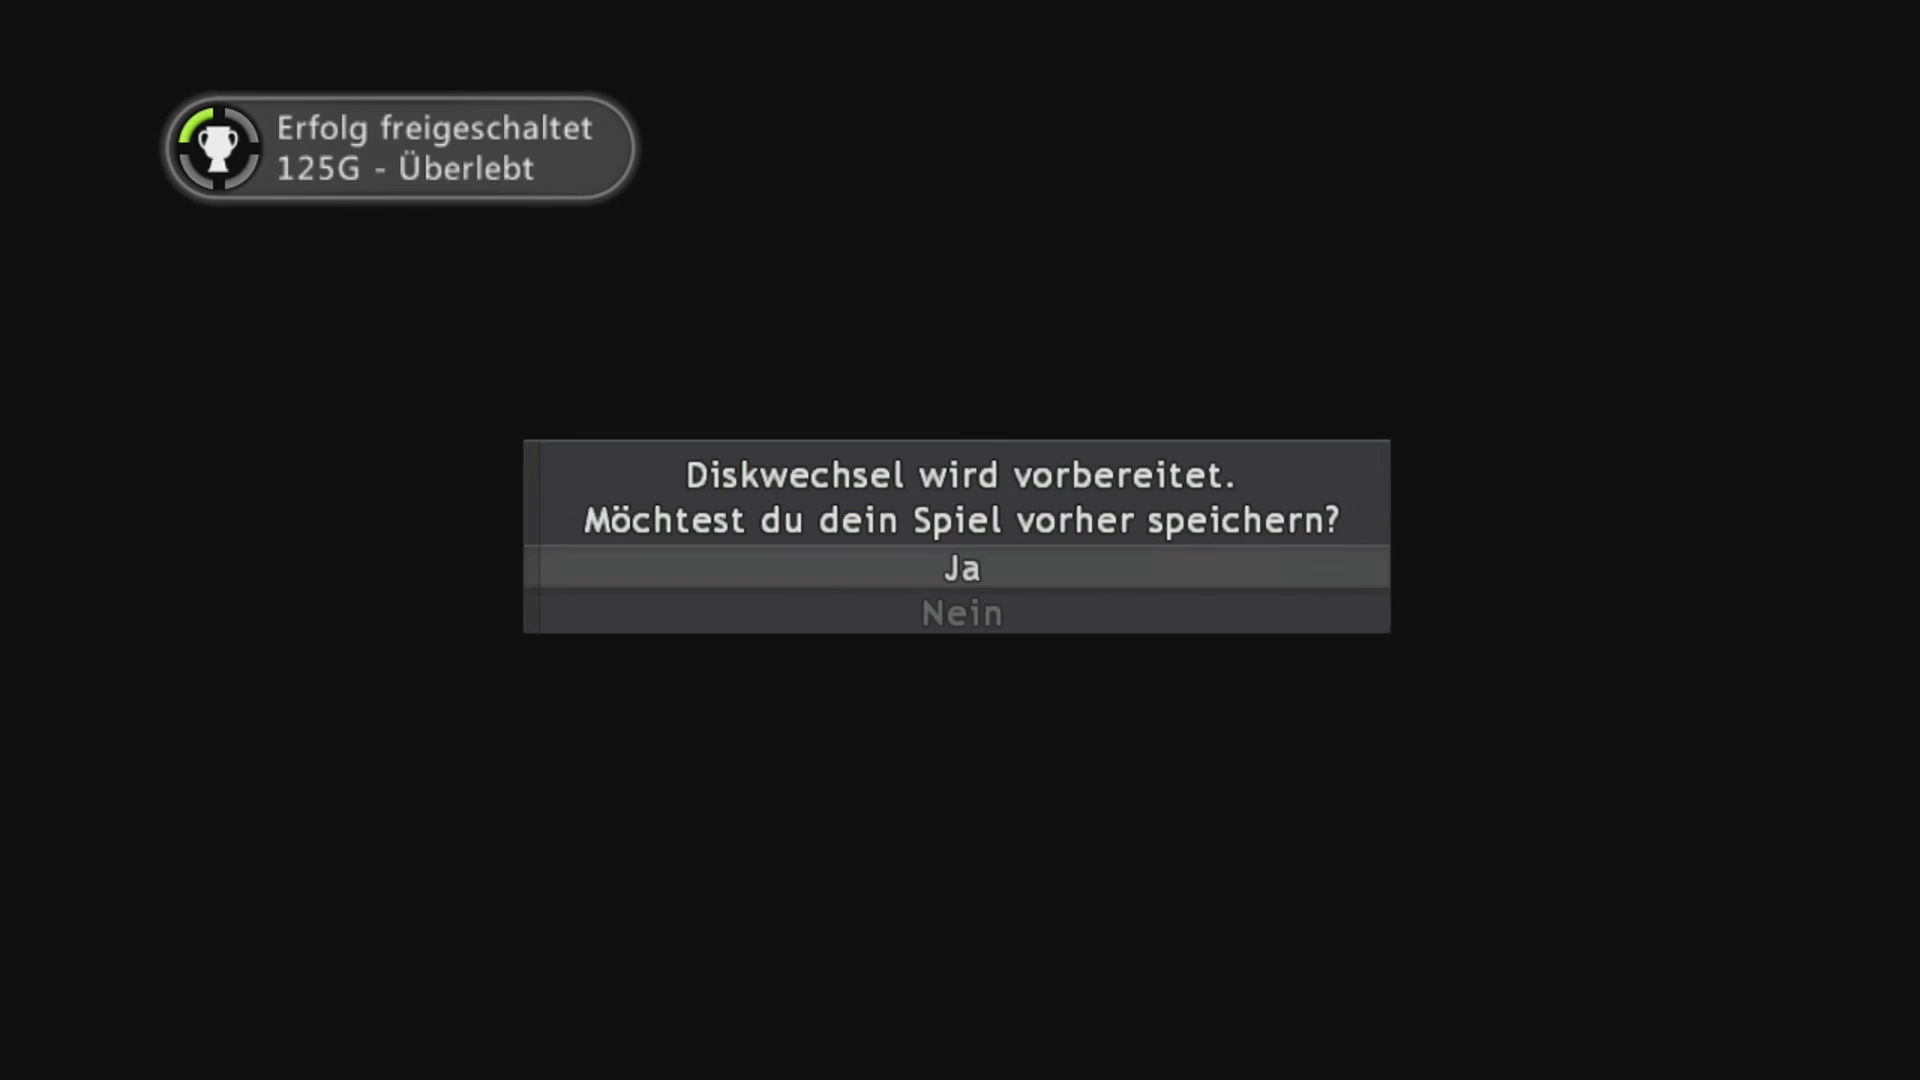 Erfolg freigeschaltet
125G - Überlebt
Diskwechsel wird vorbereitet.
Möchtest du dein Spiel vorher speichern?
Ja
Nein